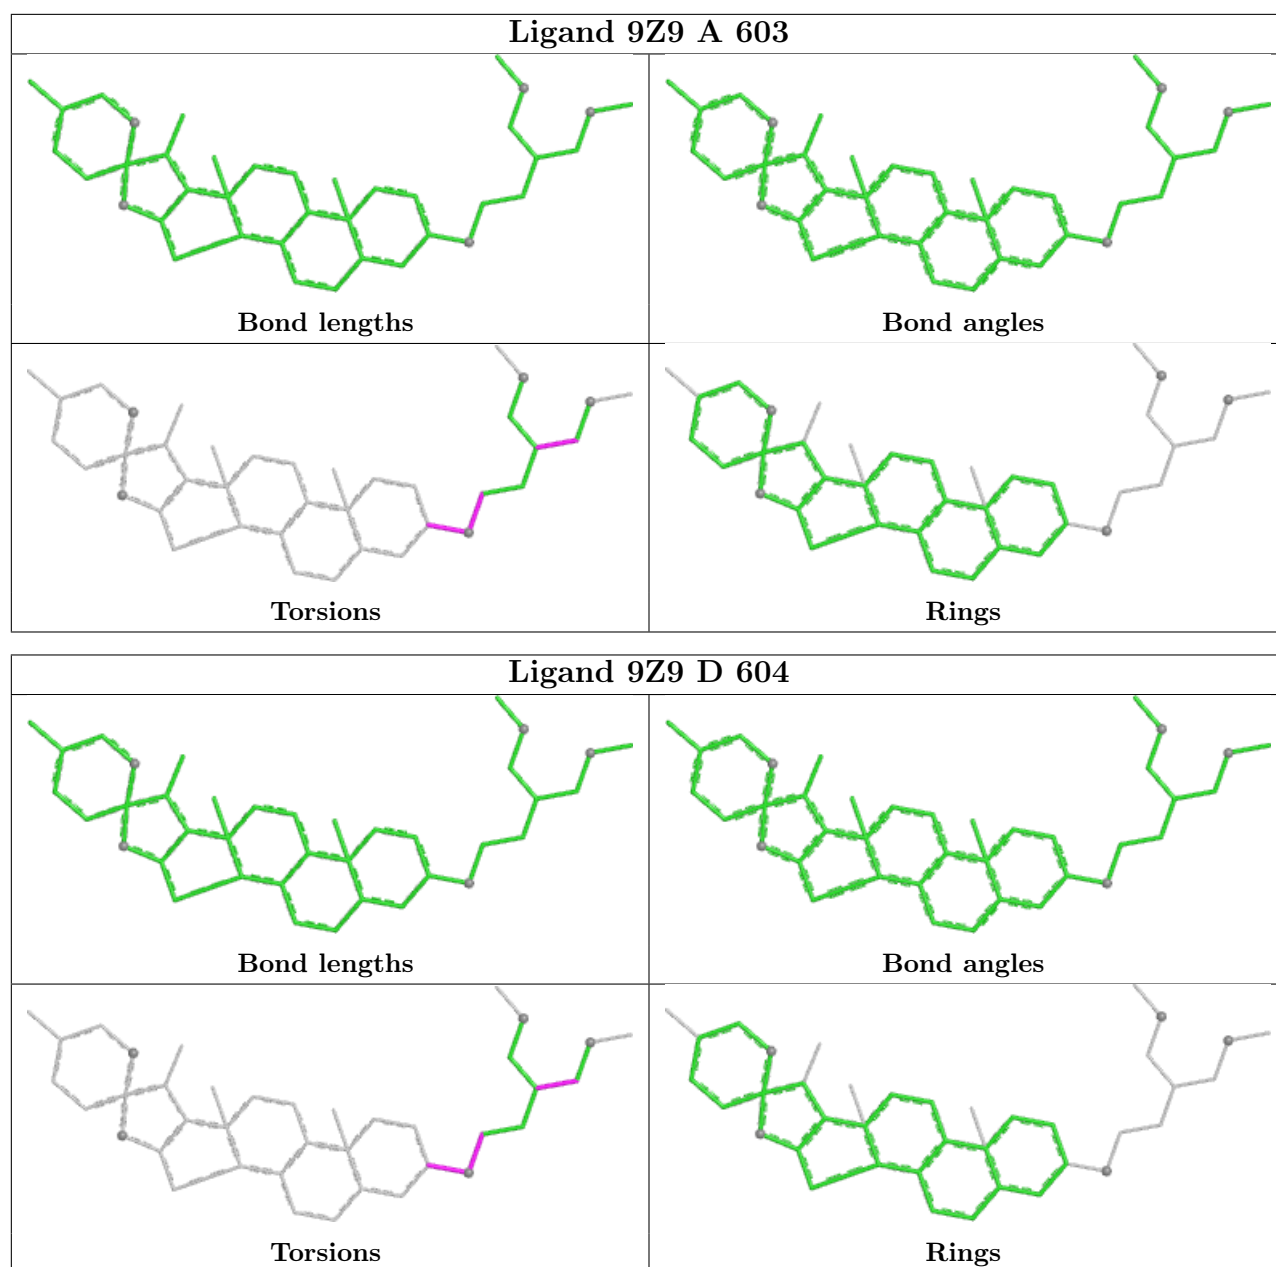 Ligand 9Z9 A 603
Bond lengths
Bond angles
Torsions
Rings
Ligand 9Z9 D 604
Bond lengths
Bond angles
Torsions
Rings